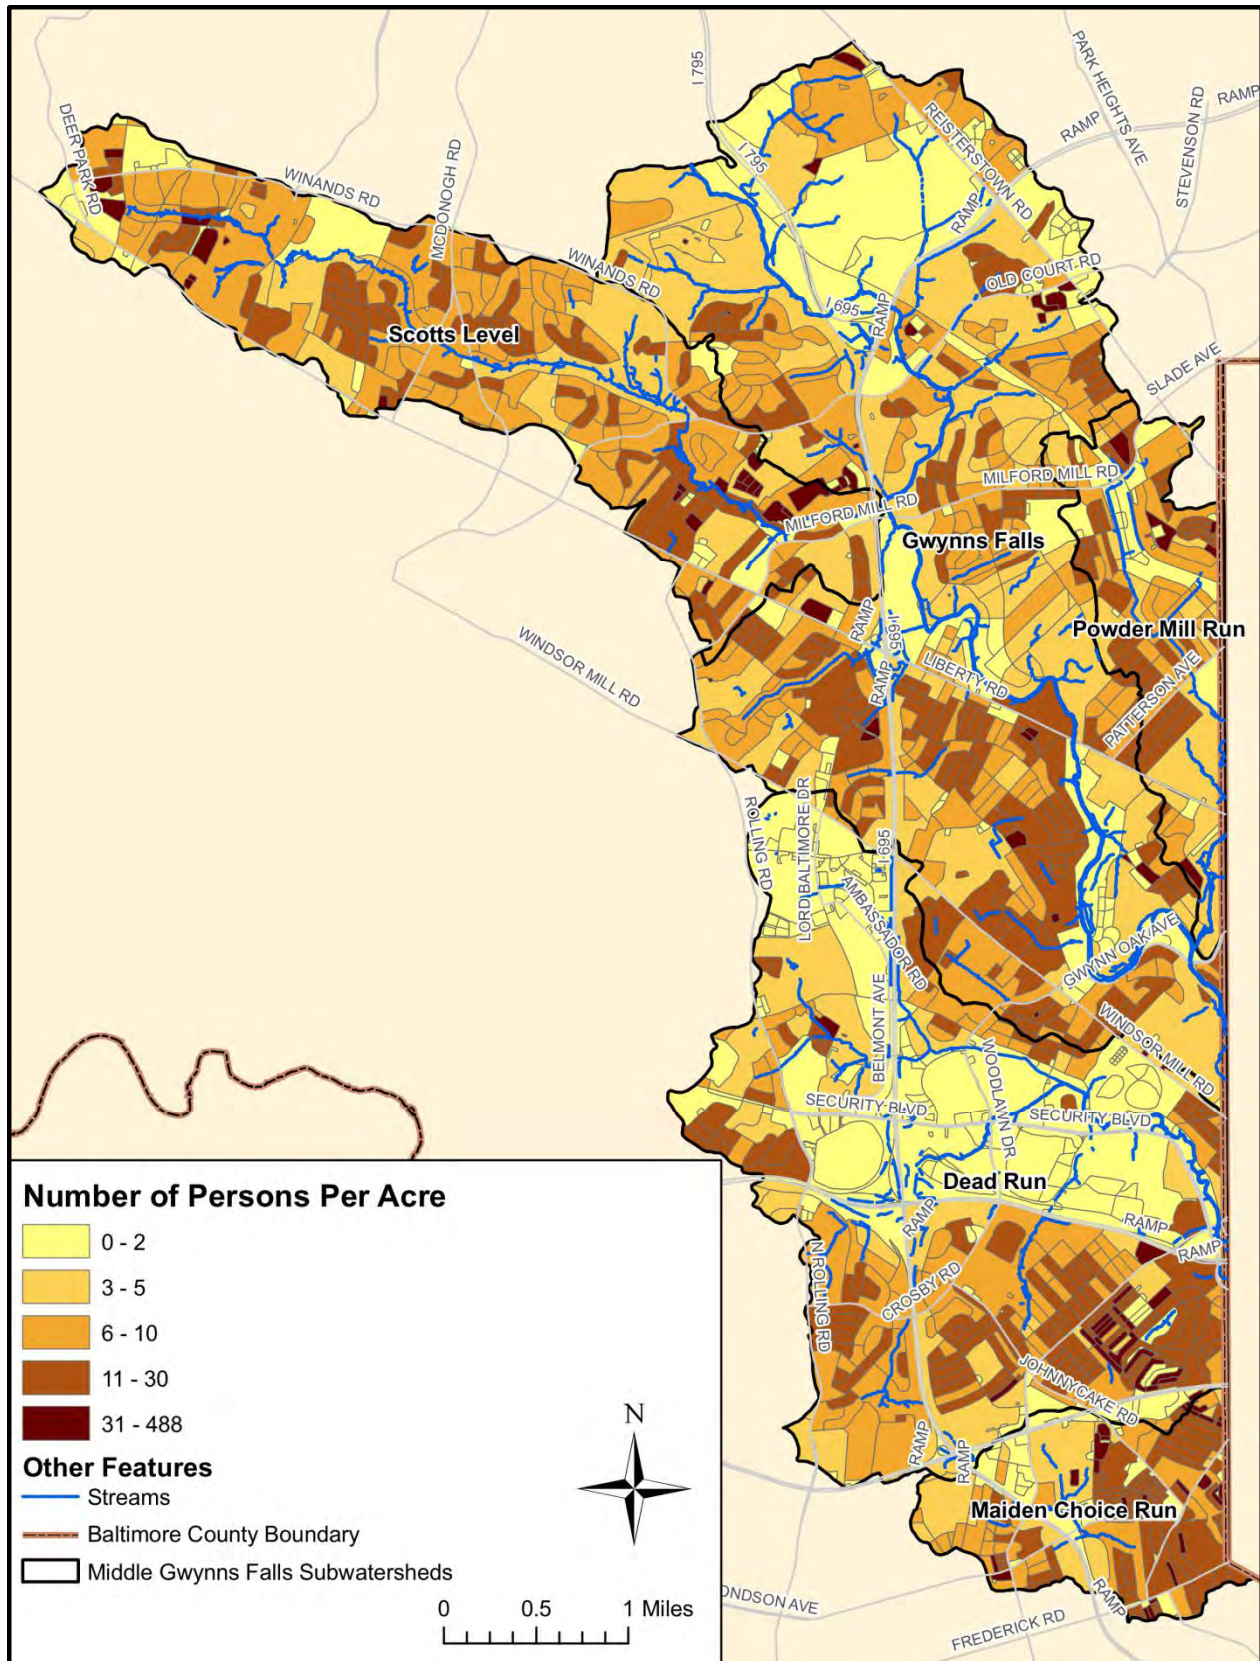 I 795
PARK HEIGHTS AVE
RAMP
STEVENSON RD
RAMP
REISTERSTOWN RD
DEER PARK RD
I 795
WINANDS RD
MCDONOGH RD
RAMP
WINANDS RD
OLD COURT RD
I 695
RAMP
Scotts Level
SLADE AVE
MILFORD MILL RD
MILFORD MILL RD
Gwynns Falls
RAMP
I 695
Powder Mill Run
WINDSOR MILL RD
RAMP
LIBERTY RD
PATTERSON AVE
ROLLING RD
LORD BALTIMORE DR
I 695
AMBASSADOR RD
GWYNN OAK AVE
BELMONT AVE
WINDSOR MILL RD
WOODLAWN DR
SECURITY BLVD
SECURITY BLVD
Dead Run
RAMP
RAMP
RAMP
N ROLLING RD
CROSBY RD
JOHNNYCAKE RD
RAMP
RAMP
Maiden Choice Run
RAMP
ONDSON AVE
FREDERICK RD
Number of Persons Per Acre
0 - 2
3 - 5
6 - 10
11 - 30
31 - 488
Other Features
Streams
Baltimore County Boundary
Middle Gwynns Falls Subwatersheds
N
0 0.5 1 Miles